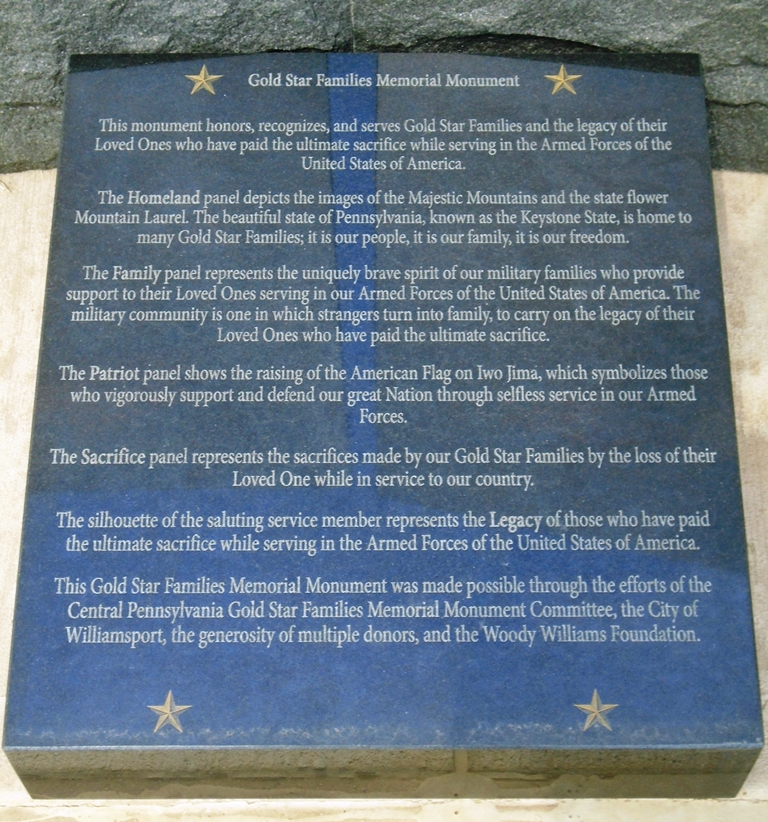 Gold Star Families Memorial Monument
This monument honors, recognizes, and serves Gold Star Families and the legacy of their
Loved Ones who have paid the ultimate sacrifice while serving in the Armed Forces of the
United States of America.
The Homeland panel depicts the images of the Majestic Mountains and the state flower
Mountain Laurel. The beautiful state of Pennsylvania, known as the Keystone State, is home to
many Gold Star Families; it is our people, it is our family, it is our freedom.
The Family panel represents the uniquely brave spirit of our military families who provide
support to their Loved Ones serving in our Armed Forces of the United States of America. The
military community is one in which strangers turn into family, to carry on the legacy of their
Loved Ones who have paid the ultimate sacrifice.
The Patriot panel shows the raising of the American Flag on Iwo Jima, which symbolizes those
who vigorously support and defend our great Nation through selfless service in our Armed
Forces.
The Sacrifice panel represents the sacrifices made by our Gold Star Families by the loss of their
Loved One while in service to our country.
The silhouette of the saluting service member represents the Legacy of those who have paid
the ultimate sacrifice while serving in the Armed Forces of the United States of America.
This Gold Star Families Memorial Monument was made possible through the efforts of the
Central Pennsylvania Gold Star Families Memorial Monument Committee, the City of
Williamsport, the generosity of multiple donors, and the Woody Williams Foundation.